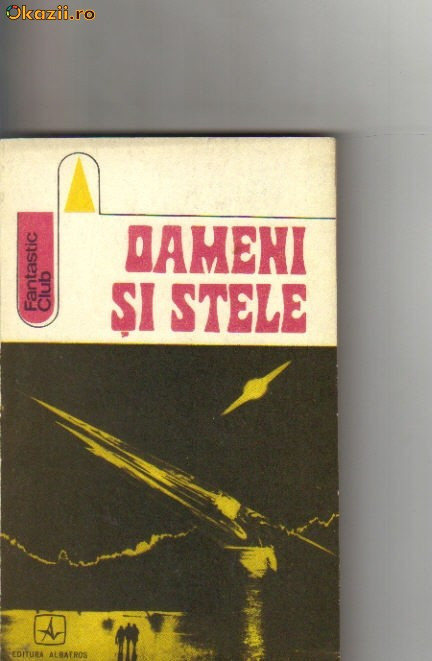 Okazii.ro
Fantastic
Club
OAMENI
ȘI STELE
EDITURA ALBATROS